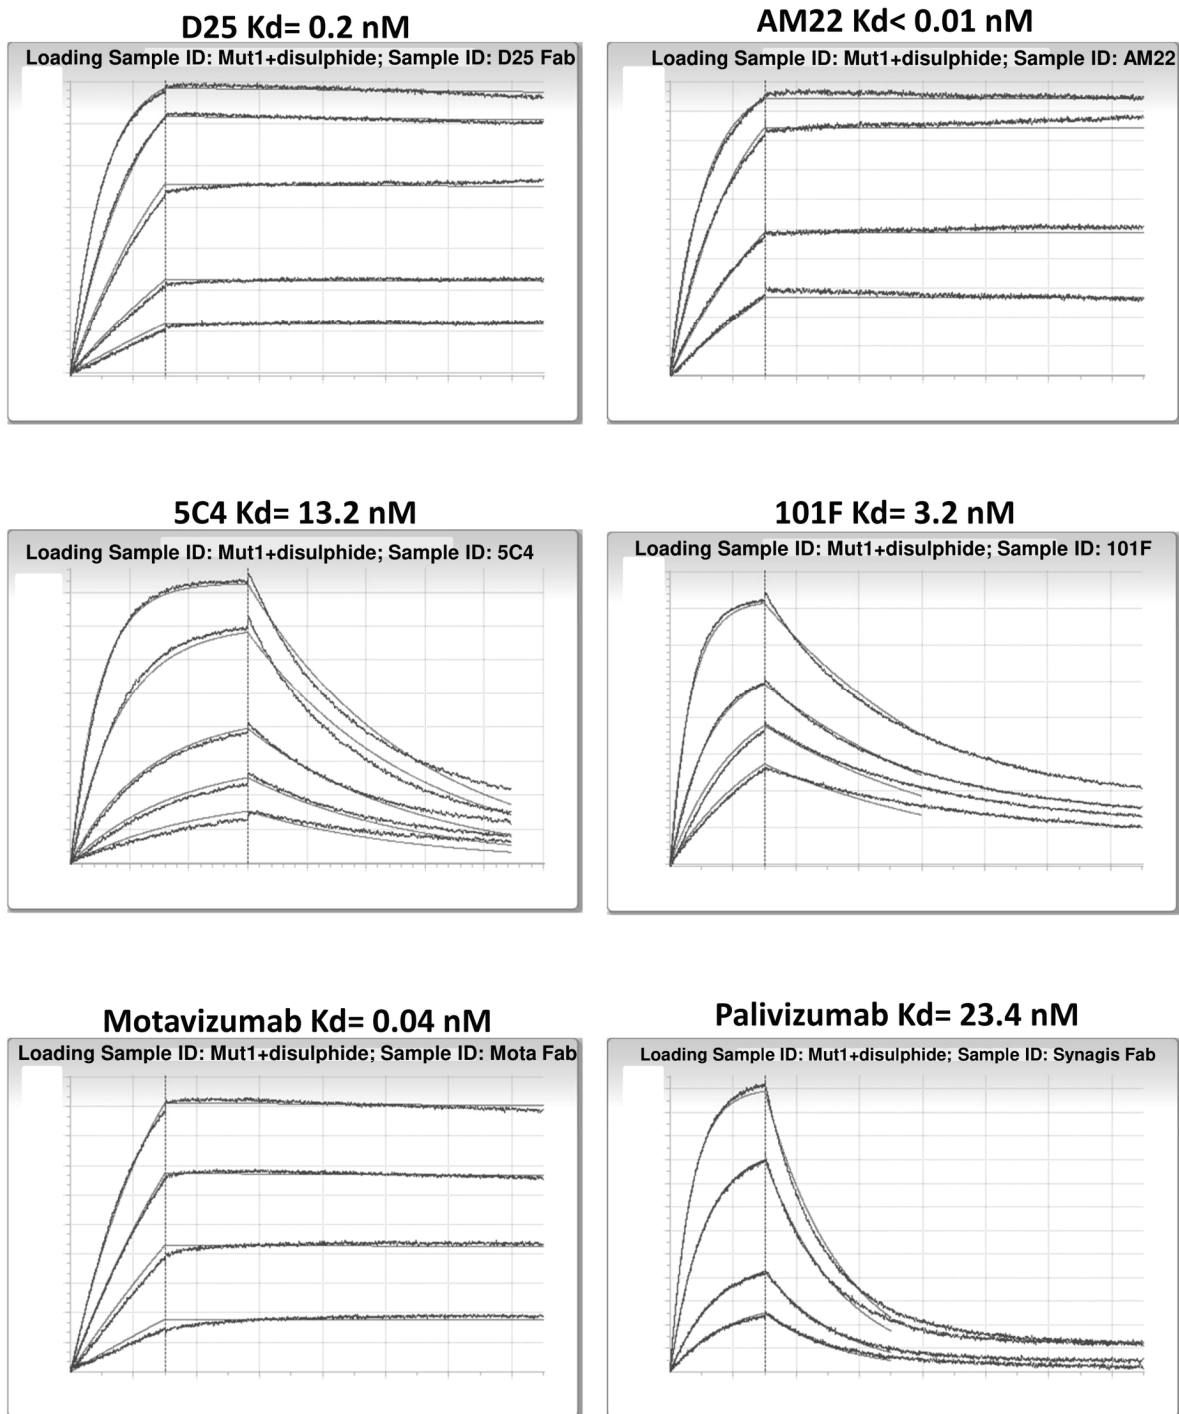 D25 Kd= 0.2 nM
Loading Sample ID: Mut1+disulphide; Sample ID: D25 Fab
AM22 Kd< 0.01 nM
Loading Sample ID: Mut1+disulphide; Sample ID: AM22
5C4 Kd= 13.2 nM
Loading Sample ID: Mut1+disulphide; Sample ID: 5C4
101F Kd= 3.2 nM
Loading Sample ID: Mut1+disulphide; Sample ID: 101F
Motavizumab Kd= 0.04 nM
Loading Sample ID: Mut1+disulphide; Sample ID: Mota Fab
Palivizumab Kd= 23.4 nM
Loading Sample ID: Mut1+disulphide; Sample ID: Synagis Fab